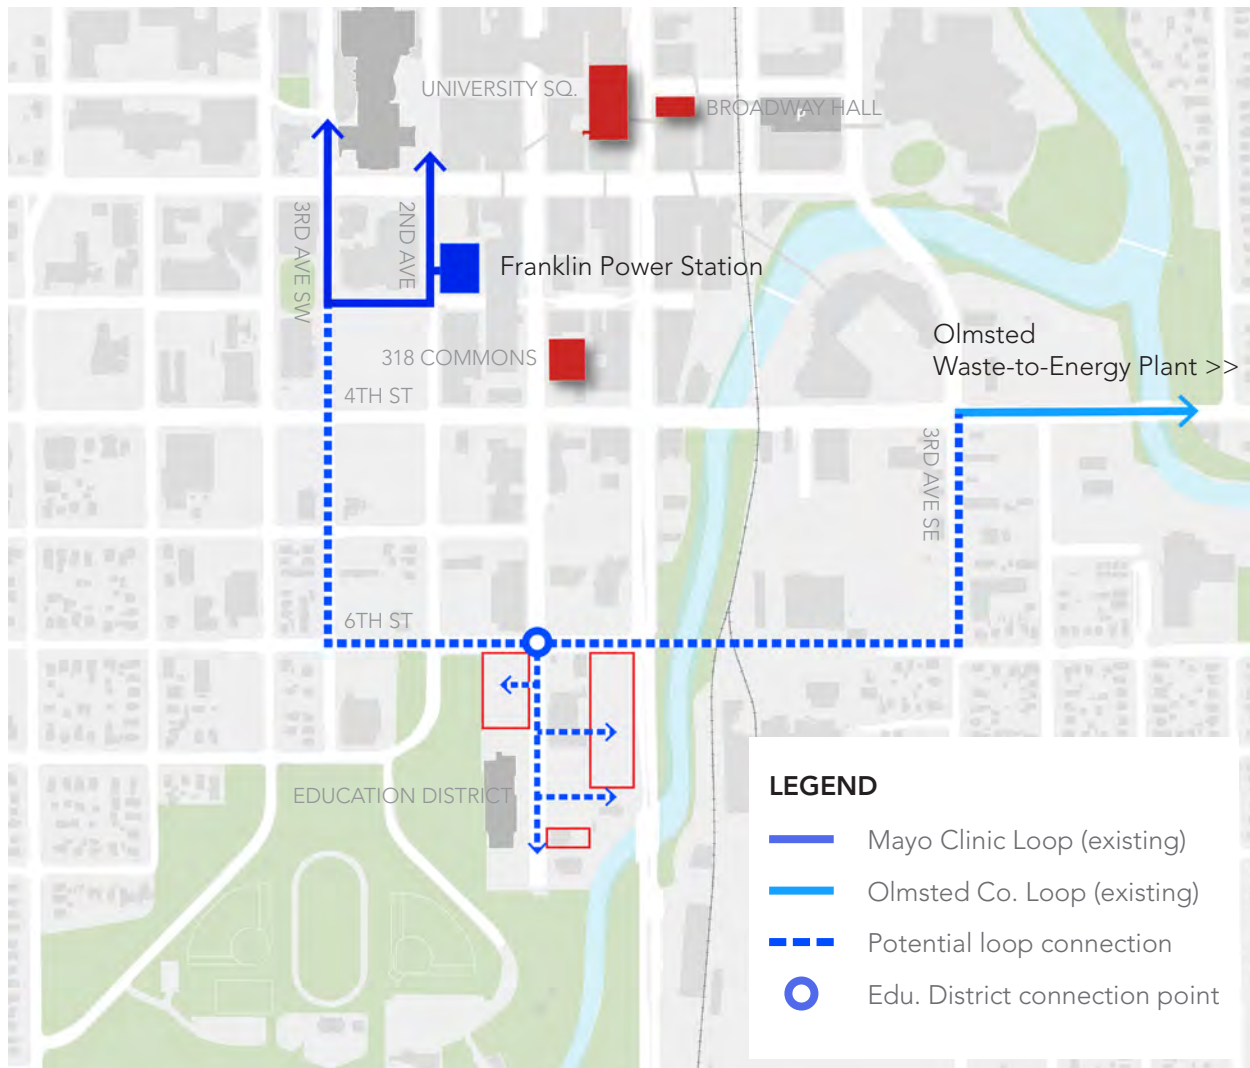 UNIVERSITY SQ.
BROADWAY HALL
P
3RD AVE SW
2ND AVE
Franklin Power Station
Olmsted
Waste-to-Energy Plant >>
318 COMMONS
4TH ST
3RD AVE SE
6TH ST
EDUCATION DISTRICT
LEGEND
Mayo Clinic Loop (existing)
Olmsted Co. Loop (existing)
Potential loop connection
Edu. District connection point